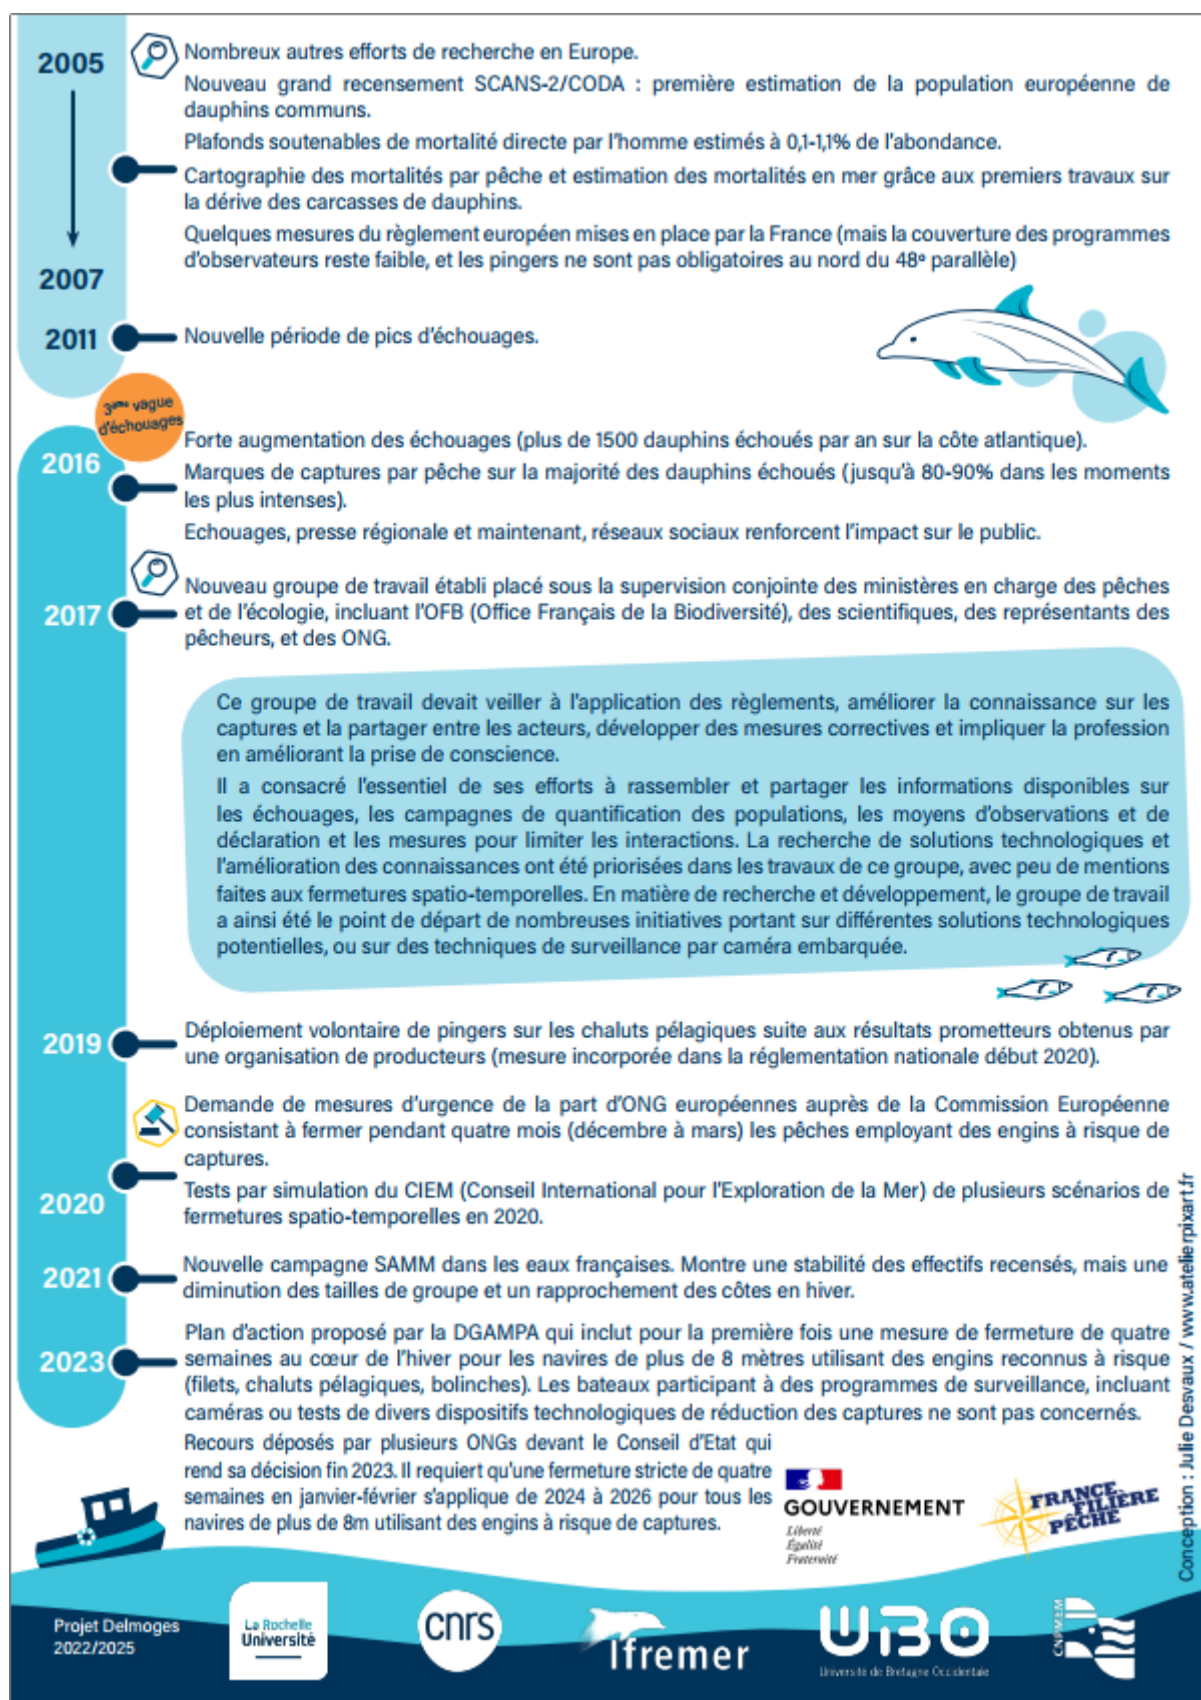 2005
Nombreux autres efforts de recherche en Europe.
Nouveau grand recensement SCANS-2/CODA : première estimation de la population européenne de
dauphins communs.
Plafonds soutenables de mortalité directe par l'homme estimés à 0,1-1,1% de l'abondance.
Cartographie des mortalités par pêche et estimation des mortalités en mer grâce aux premiers travaux sur
la dérive des carcasses de dauphins.
Quelques mesures du règlement européen mises en place par la France (mais la couverture des programmes
d'observateurs reste faible, et les pingers ne sont pas obligatoires au nord du 48º parallèle)
2007
2011
Nouvelle période de pics d'échouages.
3ème vague
d'échouages
2016
Forte augmentation des échouages (plus de 1500 dauphins échoués par an sur la côte atlantique).
Marques de captures par pêche sur la majorité des dauphins échoués (jusqu'à 80-90% dans les moments
les plus intenses).
Echouages, presse régionale et maintenant, réseaux sociaux renforcent l'impact sur le public.
2017
Nouveau groupe de travail établi placé sous la supervision conjointe des ministères en charge des pêches
et de l'écologie, incluant l'OFB (Office Français de la Biodiversité), des scientifiques, des représentants des
pêcheurs, et des ONG.
Ce groupe de travail devait veiller à l'application des règlements, améliorer la connaissance sur les
captures et la partager entre les acteurs, développer des mesures correctives et impliquer la profession
en améliorant la prise de conscience.
Il a consacré l'essentiel de ses efforts à rassembler et partager les informations disponibles sur
les échouages, les campagnes de quantification des populations, les moyens d'observations et de
déclaration et les mesures pour limiter les interactions. La recherche de solutions technologiques et
l'amélioration des connaissances ont été priorisées dans les travaux de ce groupe, avec peu de mentions
faites aux fermetures spatio-temporelles. En matière de recherche et développement, le groupe de travail
a ainsi été le point de départ de nombreuses initiatives portant sur différentes solutions technologiques
potentielles, ou sur des techniques de surveillance par caméra embarquée.
2019
Déploiement volontaire de pingers sur les chaluts pélagiques suite aux résultats prometteurs obtenus par
une organisation de producteurs (mesure incorporée dans la réglementation nationale début 2020).
2020
Demande de mesures d'urgence de la part d'ONG européennes auprès de la Commission Européenne
consistant à fermer pendant quatre mois (décembre à mars) les pêches employant des engins à risque de
captures.
Tests par simulation du CIEM (Conseil International pour l'Exploration de la Mer) de plusieurs scénarios de
fermetures spatio-temporelles en 2020.
2021
Nouvelle campagne SAMM dans les eaux françaises. Montre une stabilité des effectifs recensés, mais une
diminution des tailles de groupe et un rapprochement des côtes en hiver.
2023
Plan d'action proposé par la DGAMPA qui inclut pour la première fois une mesure de fermeture de quatre
semaines au cœur de l'hiver pour les navires de plus de 8 mètres utilisant des engins reconnus à risque
(filets, chaluts pélagiques, bolinches). Les bateaux participant à des programmes de surveillance, incluant
caméras ou tests de divers dispositifs technologiques de réduction des captures ne sont pas concernés.
Recours déposés par plusieurs ONGs devant le Conseil d'Etat qui
rend sa décision fin 2023. Il requiert qu'une fermeture stricte de quatre
semaines en janvier-février s'applique de 2024 à 2026 pour tous les
navires de plus de 8m utilisant des engins à risque de captures.
GOUVERNEMENT
Liberté
Égalité
Fraternité
FRANCE
FILIÈRE
PÊCHE
Conception : Julie Desvaux / www.atelierpixart.fr
Projet Delmoges
2022/2025
La Rochelle
Université
cnrs
Ifremer
UBO
Université de Bretagne Occidentale
CNPMEM